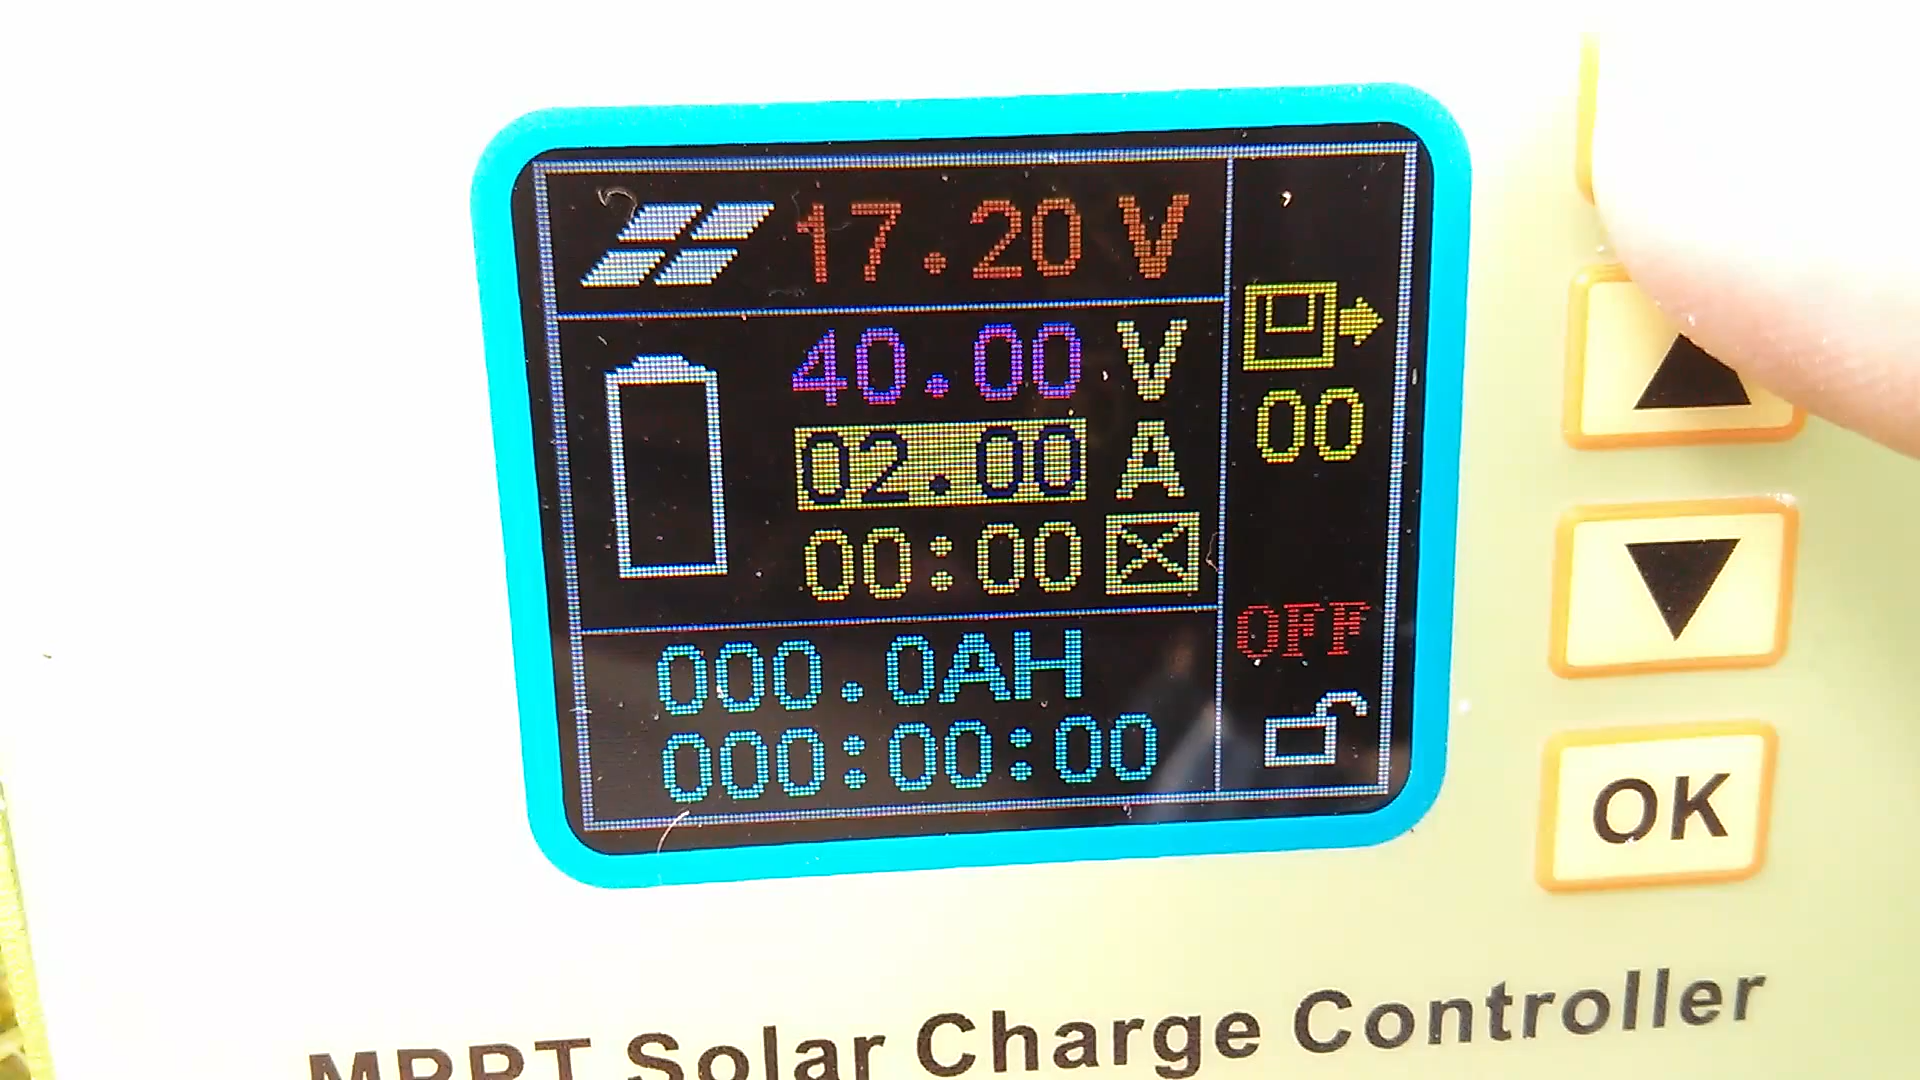 17.20 V
40.00 V
02.00 A
00:00
00
OFF
000.0AH
000:00:00
OK
MPPT Solar Charge Controller